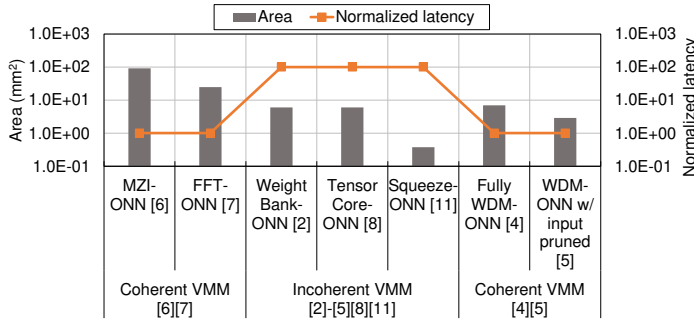 Area Normalized latency
Area (mm²)
1.0E+03
1.0E+02
1.0E+01
1.0E+00
1.0E-01
1.0E+03
1.0E+02
1.0E+01
1.0E+00
1.0E-01
Normalized latency
MZI-
ONN [6]
FFT-
ONN [7]
Weight
Bank-
ONN [2]
Tensor
Core-
ONN [8]
Squeeze-
ONN [11]
Fully
WDM-
ONN [4]
WDM-
ONN w/
input
pruned
[5]
Coherent VMM
[6][7]
Incoherent VMM
[2]-[5][8][11]
Coherent VMM
[4][5]